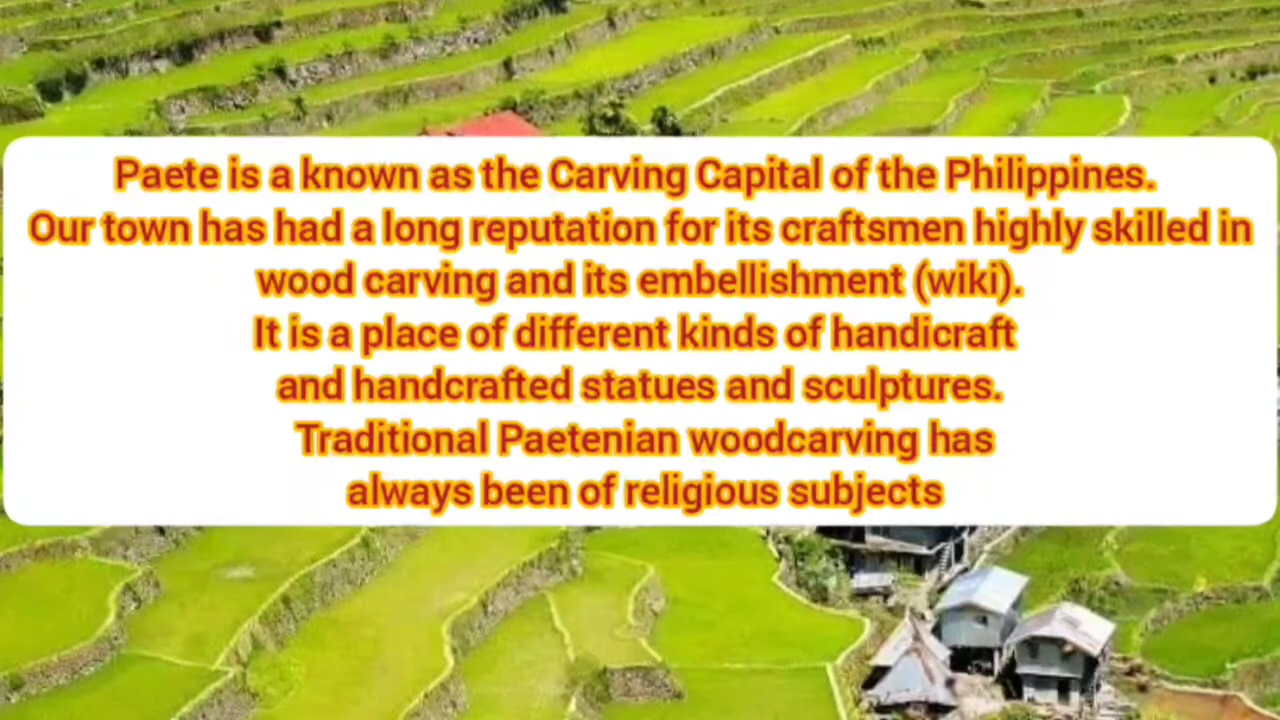 Paete is a known as the Carving Capital of the Philippines.
Our town has had a long reputation for its craftsmen highly skilled in
wood carving and its embellishment (wiki).
It is a place of different kinds of handicraft
and handcrafted statues and sculptures.
Traditional Paetenian woodcarving has
always been of religious subjects